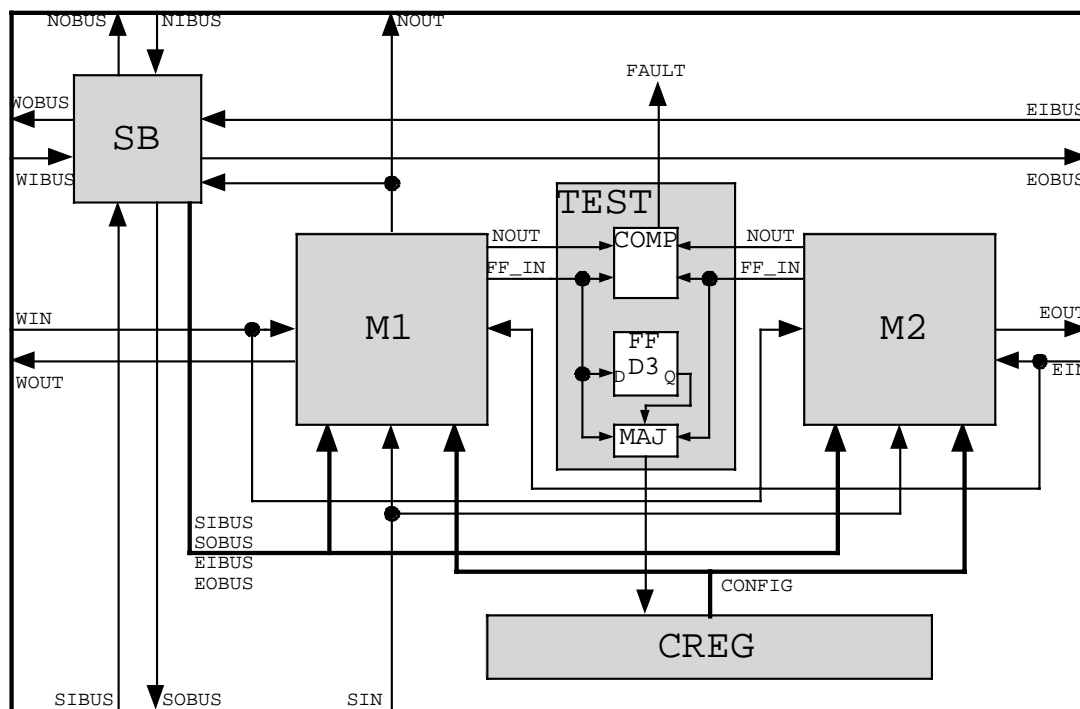 NOBUS
NIBUS
NOUT
FAULT
WOBUS
EIBUS
SB
WIBUS
EOBUS
TEST
NOUT
COMP
NOUT
FF_IN
FF_IN
WIN
M1
M2
EOUT
FF
D3
D
Q
WOUT
EIN
MAJ
SIBUS
SOBUS
EIBUS
EOBUS
CONFIG
CREG
SIBUS
SOBUS
SIN